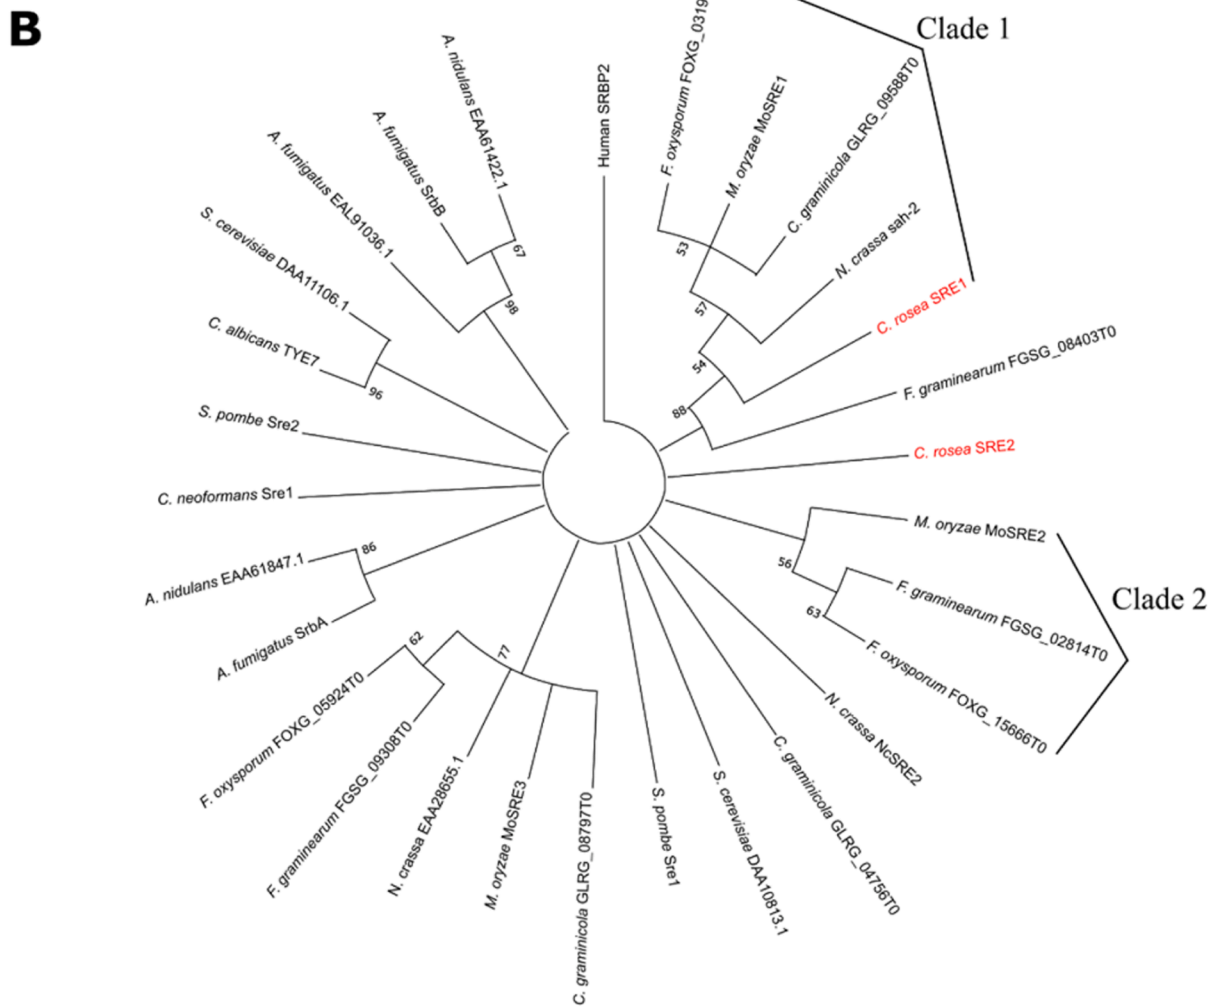 B
Clade 1
Human SRBP2
F. oxysporum FOXG_0319
M. oryzae MoSRE1
C. graminicola GLRG_09588T0
N. crassa sah-2
C. rosea SRE1
F. graminearum FGSG_08403T0
C. rosea SRE2
M. oryzae MoSRE2
F. graminearum FGSG_02814T0
F. oxysporum FOXG_15666T0
Clade 2
N. crassa NcSRE2
C. graminicola GLRG_04756T0
S. cerevisiae DAA10813.1
S. pombe Sre1
C. graminicola GLRG_08797T0
M. oryzae MoSRE3
N. crassa EAA28655.1
F. graminearum FGSG_09308T0
F. oxysporum FOXG_05924T0
A. fumigatus SrbA
A. nidulans EAA61847.1
C. neoformans Sre1
S. pombe Sre2
C. albicans TYE7
S. cerevisiae DAA11106.1
A. fumigatus EAL91036.1
A. fumigatus SrbB
A. nidulans EAA61422.1
53
57
54
88
56
63
77
62
86
96
98
67